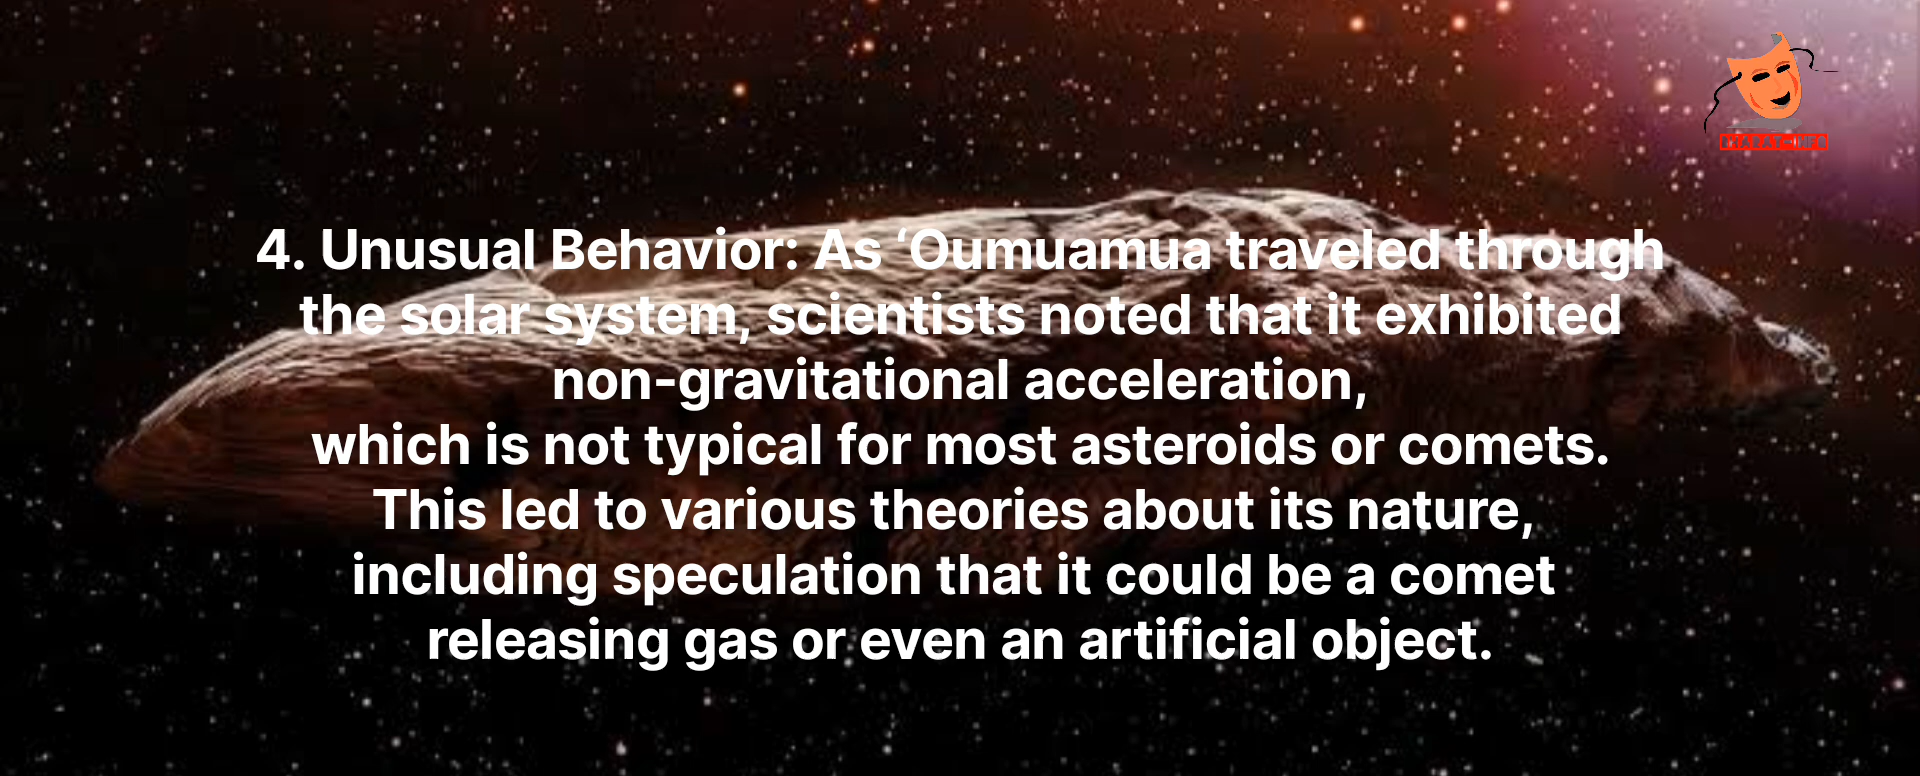 BHARAT-INFO
4. Unusual Behavior: As ‘Oumuamua traveled through
the solar system, scientists noted that it exhibited
non-gravitational acceleration,
which is not typical for most asteroids or comets.
This led to various theories about its nature,
including speculation that it could be a comet
releasing gas or even an artificial object.